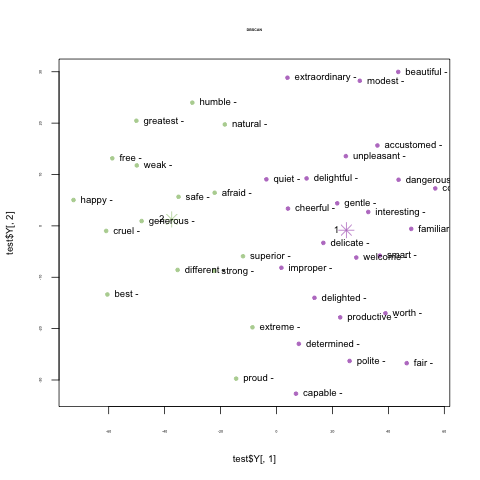 DBSCAN
beautiful -
extraordinary -
modest -
humble -
greatest -
natural -
accustomed -
unpleasant -
free -
weak -
quiet -
delightful -
dangerous
happy -
safe -
afraid -
gentle -
cheerful -
interesting -
2
generous -
cruel -
1
familiar
delicate -
superior -
welcome -
smart -
different -
strong -
improper -
best -
delighted -
productive -
worth -
extreme -
determined -
polite -
fair -
proud -
capable -
test$Y[, 2]
test$Y[, 1]